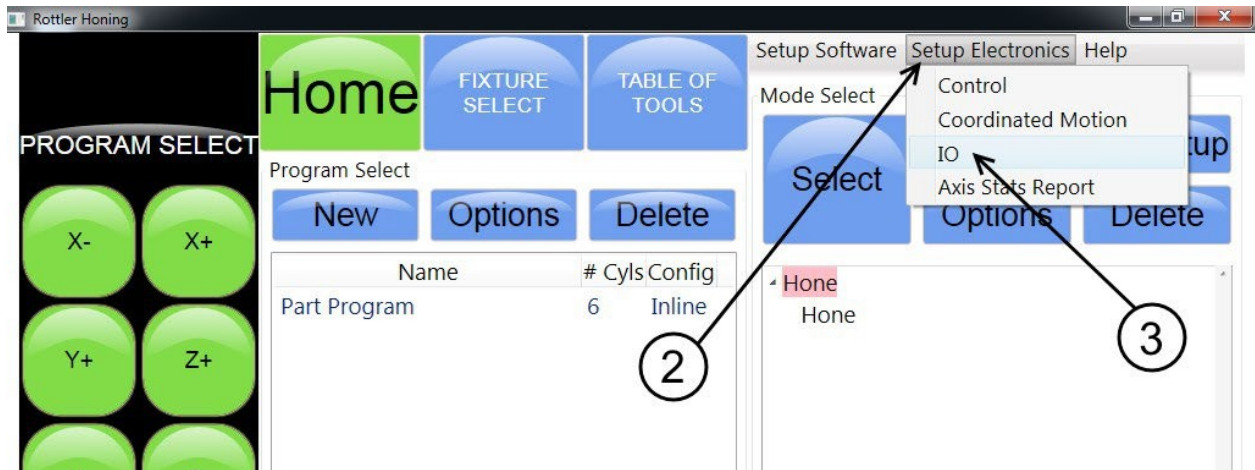 Rottler Honing
PROGRAM SELECT
X-
X+
Y+
Z+
Home
FIXTURE
SELECT
TABLE OF
TOOLS
Program Select
New
Options
Delete
Name
# Cyls
Config
Part Program
6
Inline
2
Setup Software
Setup Electronics
Help
Control
Coordinated Motion
IO
Axis Stats Report
Mode Select
Select
up
Options
Delete
Hone
Hone
3